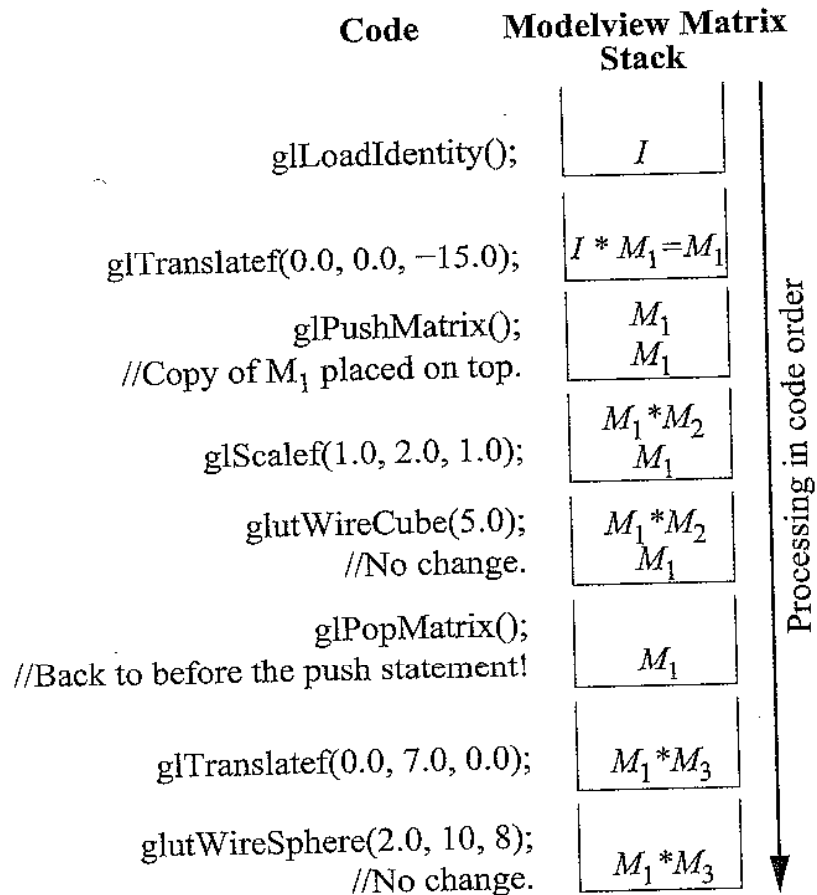 Code
Modelview Matrix
Stack
glLoadIdentity();
I
glTranslatef(0.0, 0.0, −15.0);
I * M₁=M₁
glPushMatrix();
//Copy of M₁ placed on top.
M₁
M₁
glScalef(1.0, 2.0, 1.0);
M₁*M₂
M₁
glutWireCube(5.0);
//No change.
M₁*M₂
M₁
glPopMatrix();
//Back to before the push statement!
M₁
glTranslatef(0.0, 7.0, 0.0);
M₁*M₃
glutWireSphere(2.0, 10, 8);
//No change.
M₁*M₃
Processing in code order